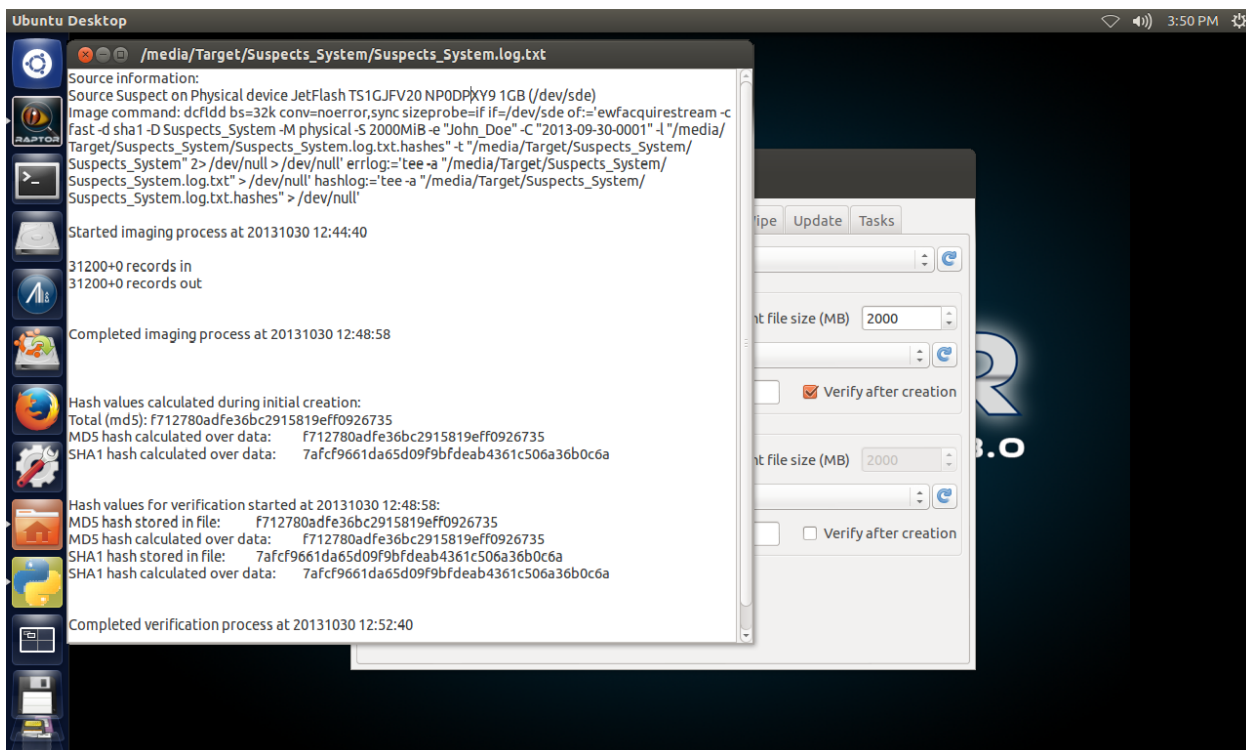 Ubuntu Desktop
3:50 PM
/media/Target/Suspects_System/Suspects_System.log.txt
Source information:
Source Suspect on Physical device JetFlash TS1GJFV20 NP0DPXY9 1GB (/dev/sde)
Image command: dcfldd bs=32k conv=noerror,sync sizeprobe=if if=/dev/sde of:='ewfacquirestream -c
fast -d sha1 -D Suspects_System -M physical -S 2000MiB -e "John_Doe" -C "2013-09-30-0001" -l "/media/
Target/Suspects_System/Suspects_System.log.txt.hashes" -t "/media/Target/Suspects_System/
Suspects_System" 2> /dev/null > /dev/null' errlog:='tee -a "/media/Target/Suspects_System/
Suspects_System.log.txt" > /dev/null' hashlog:='tee -a "/media/Target/Suspects_System/
Suspects_System.log.txt.hashes" > /dev/null'
Started imaging process at 20131030 12:44:40
31200+0 records in
31200+0 records out
Completed imaging process at 20131030 12:48:58
Hash values calculated during initial creation:
Total (md5): f712780adfe36bc2915819eff0926735
MD5 hash calculated over data: f712780adfe36bc2915819eff0926735
SHA1 hash calculated over data: 7afcf9661da65d09f9bfdeab4361c506a36b0c6a
Hash values for verification started at 20131030 12:48:58:
MD5 hash stored in file: f712780adfe36bc2915819eff0926735
MD5 hash calculated over data: f712780adfe36bc2915819eff0926735
SHA1 hash stored in file: 7afcf9661da65d09f9bfdeab4361c506a36b0c6a
SHA1 hash calculated over data: 7afcf9661da65d09f9bfdeab4361c506a36b0c6a
Completed verification process at 20131030 12:52:40
RAPTOR
Update Tasks
file size (MB) 2000
Verify after creation
file size (MB) 2000
Verify after creation
R
3.0